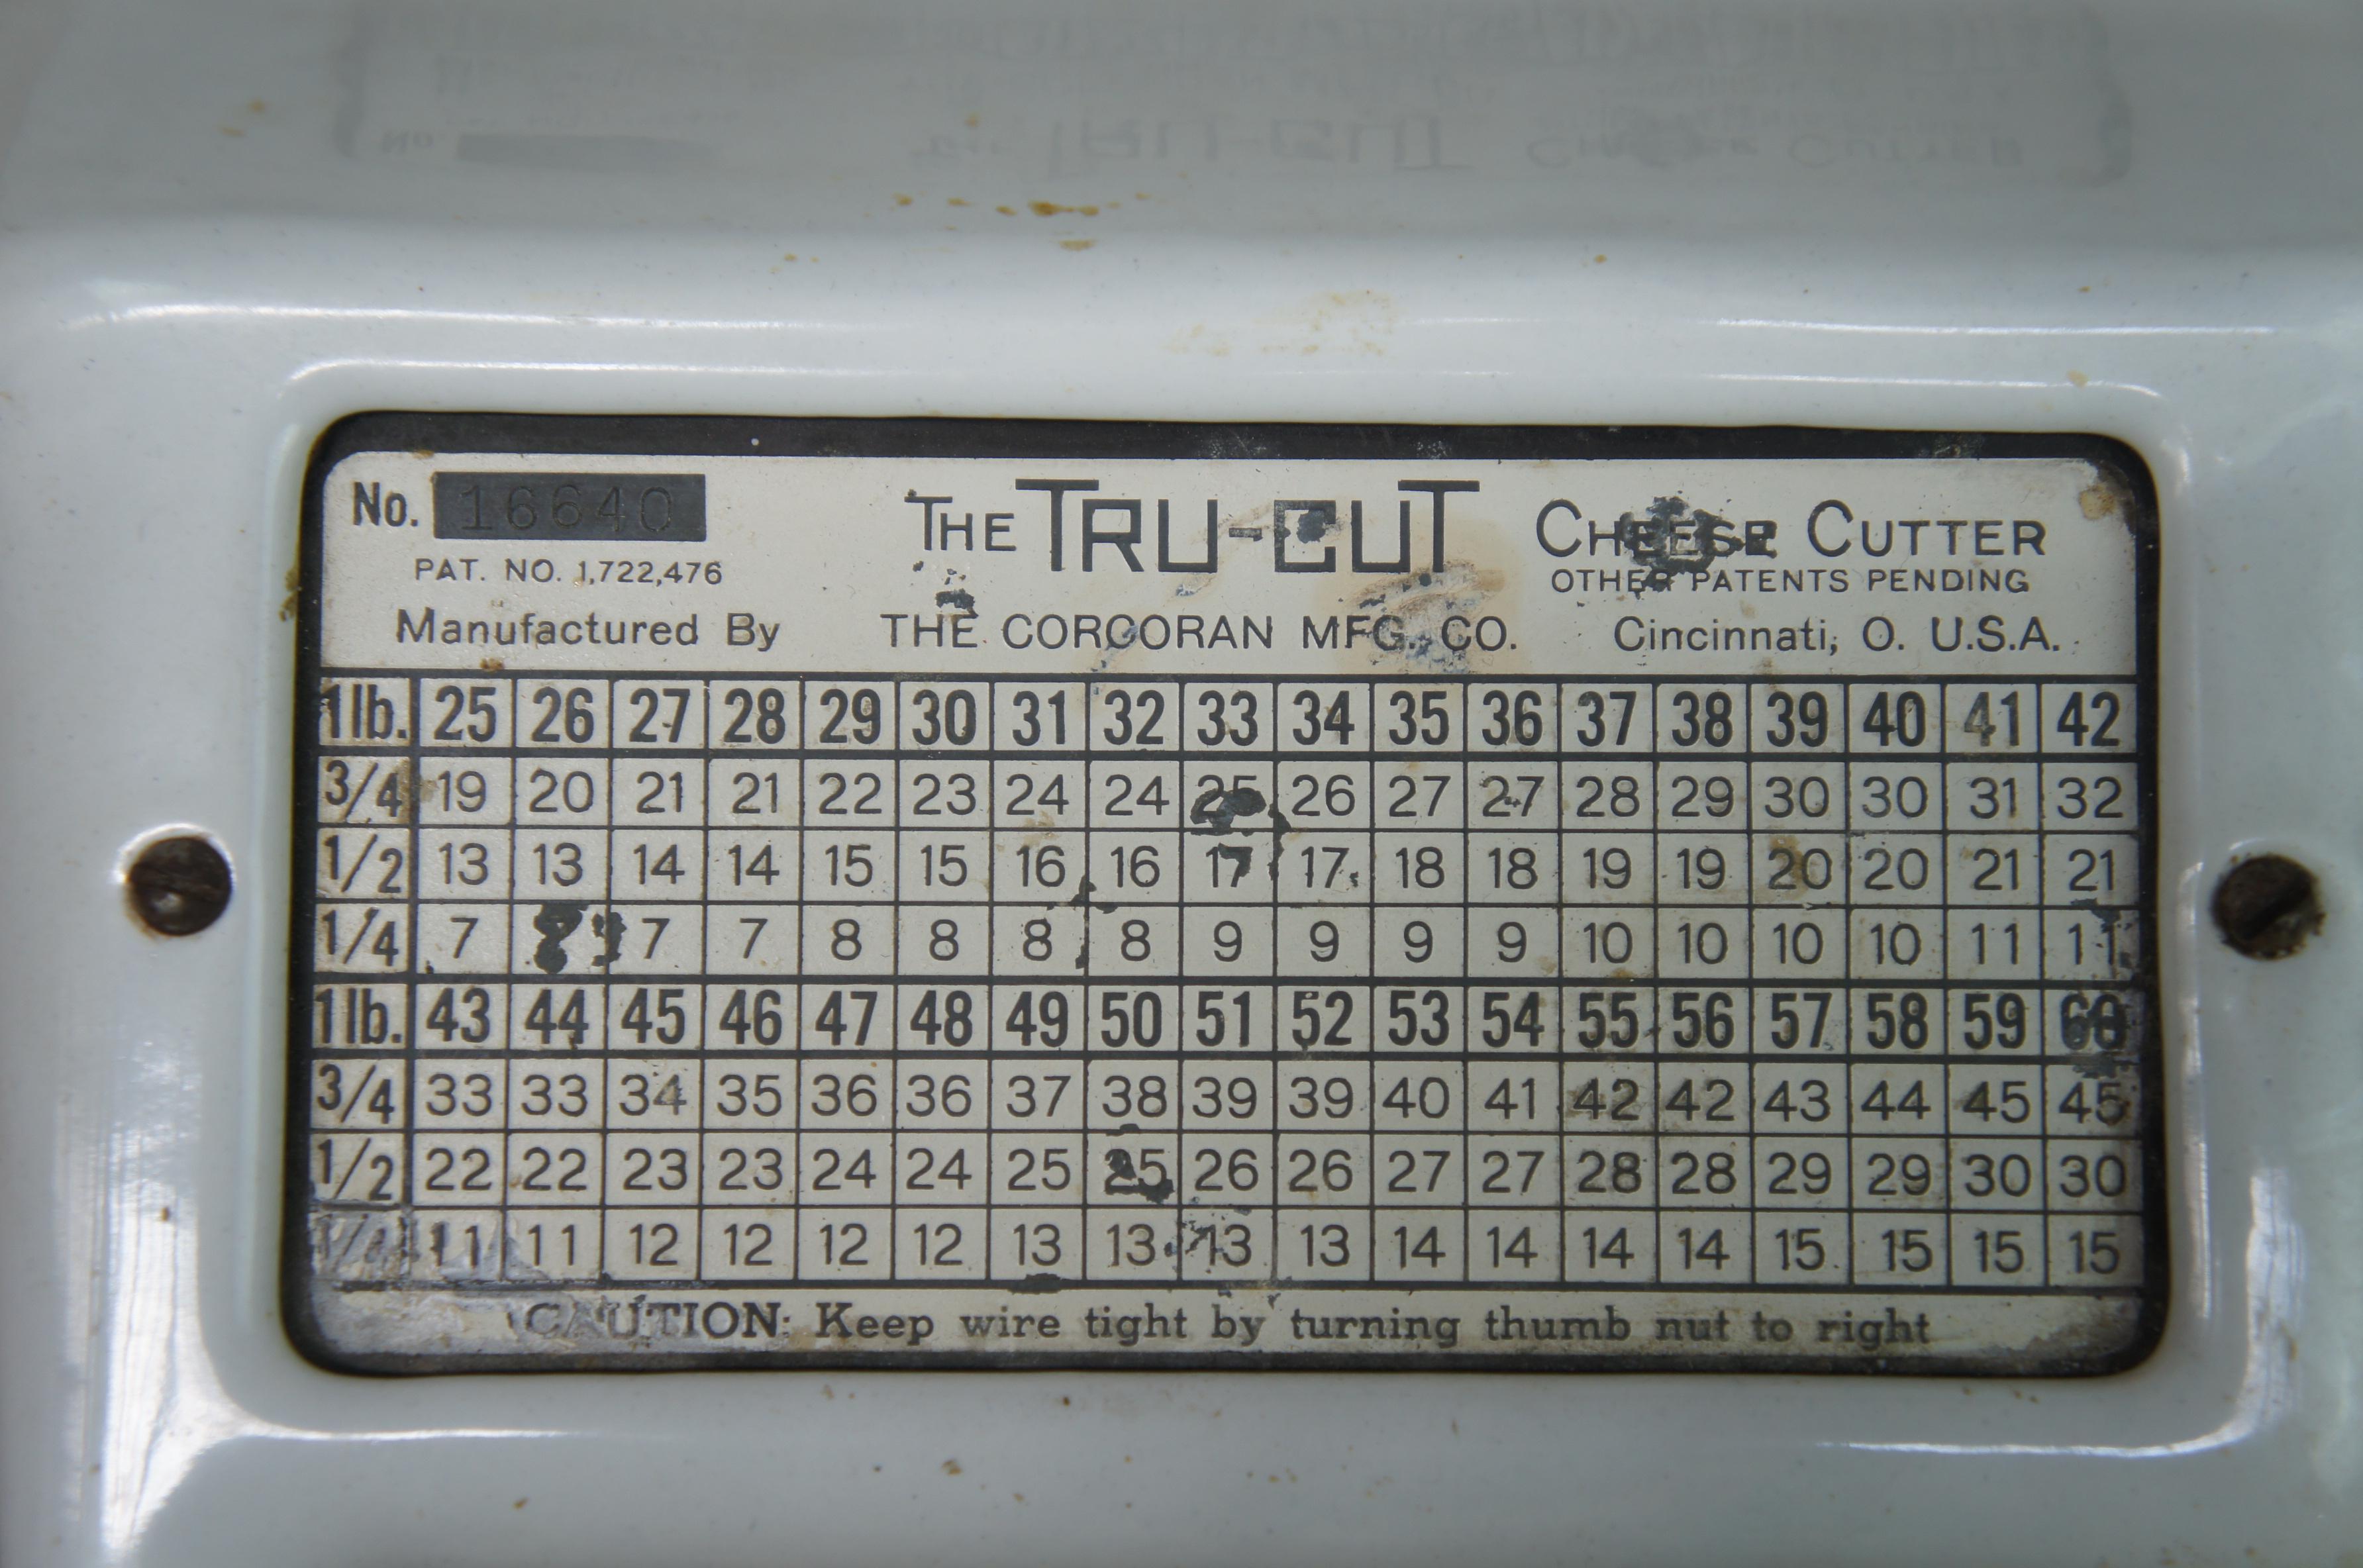 No. 16640 THE TRU-CUT CHEESE CUTTER
PAT. NO. 1,722,476 OTHER PATENTS PENDING
Manufactured By THE CORCORAN MFG. CO. Cincinnati, O. U.S.A.
1lb. 25 26 27 28 29 30 31 32 33 34 35 36 37 38 39 40 41 42
3/4 19 20 21 21 22 23 24 24 25 26 27 27 28 29 30 30 31 32
1/2 13 13 14 14 15 15 16 16 17 17 18 18 19 19 20 20 21 21
1/4 7 7 7 8 8 8 8 9 9 9 9 10 10 10 10 11 11
1lb. 43 44 45 46 47 48 49 50 51 52 53 54 55 56 57 58 59 60
3/4 33 33 34 35 36 36 37 38 39 39 40 41 42 42 43 44 45 45
1/2 22 22 23 23 24 24 25 25 26 26 27 27 28 28 29 29 30 30
1/4 11 11 12 12 12 12 13 13 13 13 14 14 14 14 15 15 15 15
CAUTION: Keep wire tight by turning thumb nut to right